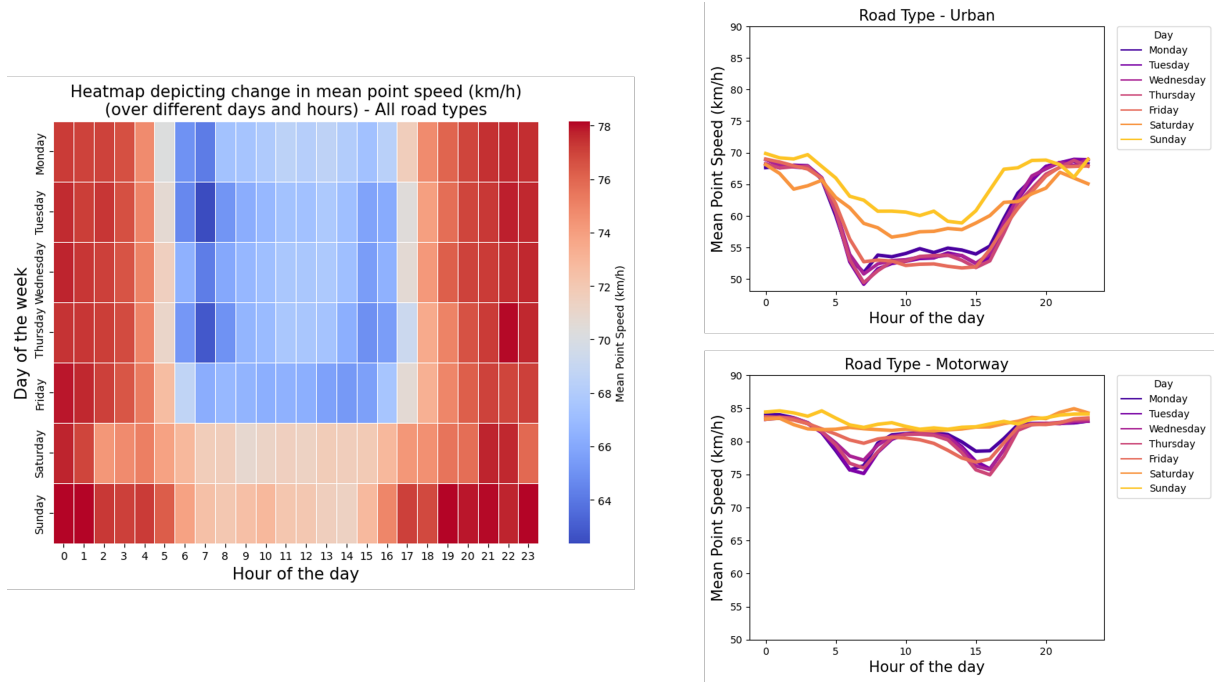 Heatmap depicting change in mean point speed (km/h)
(over different days and hours) - All road types
Day of the week
Monday
Tuesday
Wednesday
Thursday
Friday
Saturday
Sunday
0 1 2 3 4 5 6 7 8 9 10 11 12 13 14 15 16 17 18 19 20 21 22 23
Hour of the day
78
76
74
72
70
68
66
64
Mean Point Speed (km/h)
Road Type - Urban
Mean Point Speed (km/h)
90
85
80
75
70
65
60
55
50
0 5 10 15 20
Hour of the day
Day
Monday
Tuesday
Wednesday
Thursday
Friday
Saturday
Sunday
Road Type - Motorway
Mean Point Speed (km/h)
90
85
80
75
70
65
60
55
50
0 5 10 15 20
Hour of the day
Day
Monday
Tuesday
Wednesday
Thursday
Friday
Saturday
Sunday